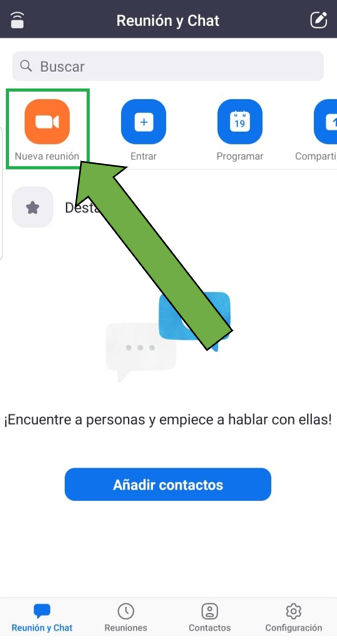 Reunión y Chat
Buscar
19
Nueva reunión
Entrar
Programar
Comparti
Desta
¡Encuentre a personas y empiece a hablar con ellas!
Añadir contactos
Reunión y Chat
Reuniones
Contactos
Configuración